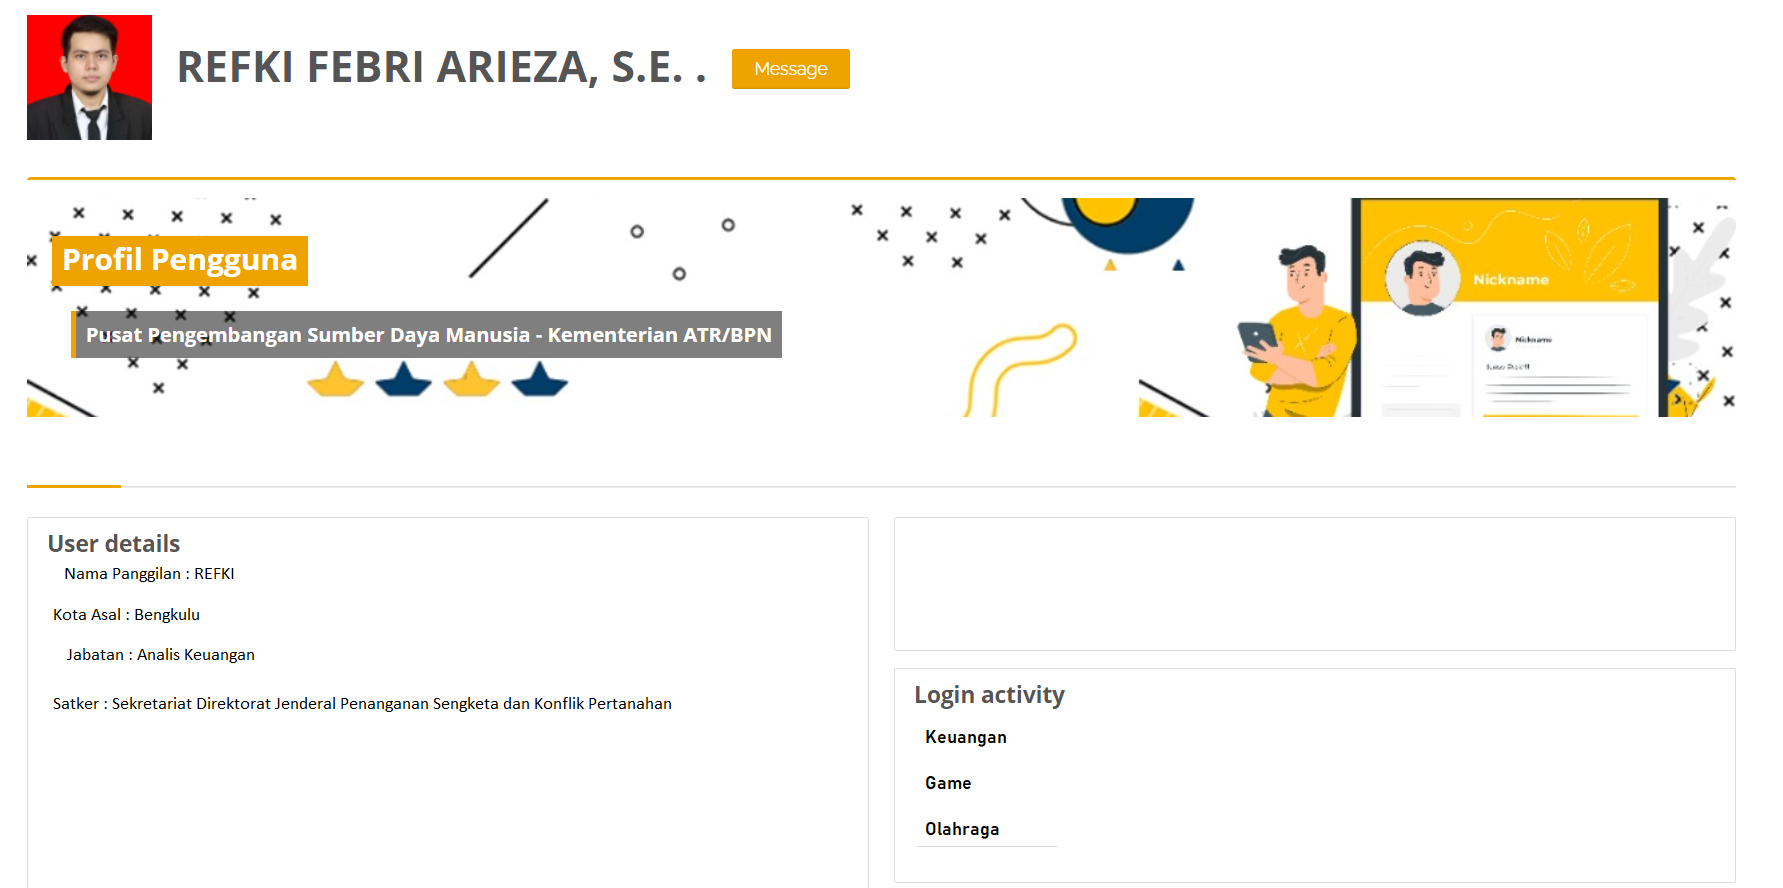 REFKI FEBRI ARIEZA, S.E. .
Message
Profil Pengguna
Pusat Pengembangan Sumber Daya Manusia - Kementerian ATR/BPN
Nickname
Nickname
User details
Nama Panggilan : REFKI
Kota Asal : Bengkulu
Jabatan : Analis Keuangan
Satker : Sekretariat Direktorat Jenderal Penanganan Sengketa dan Konflik Pertanahan
Login activity
Keuangan
Game
Olahraga